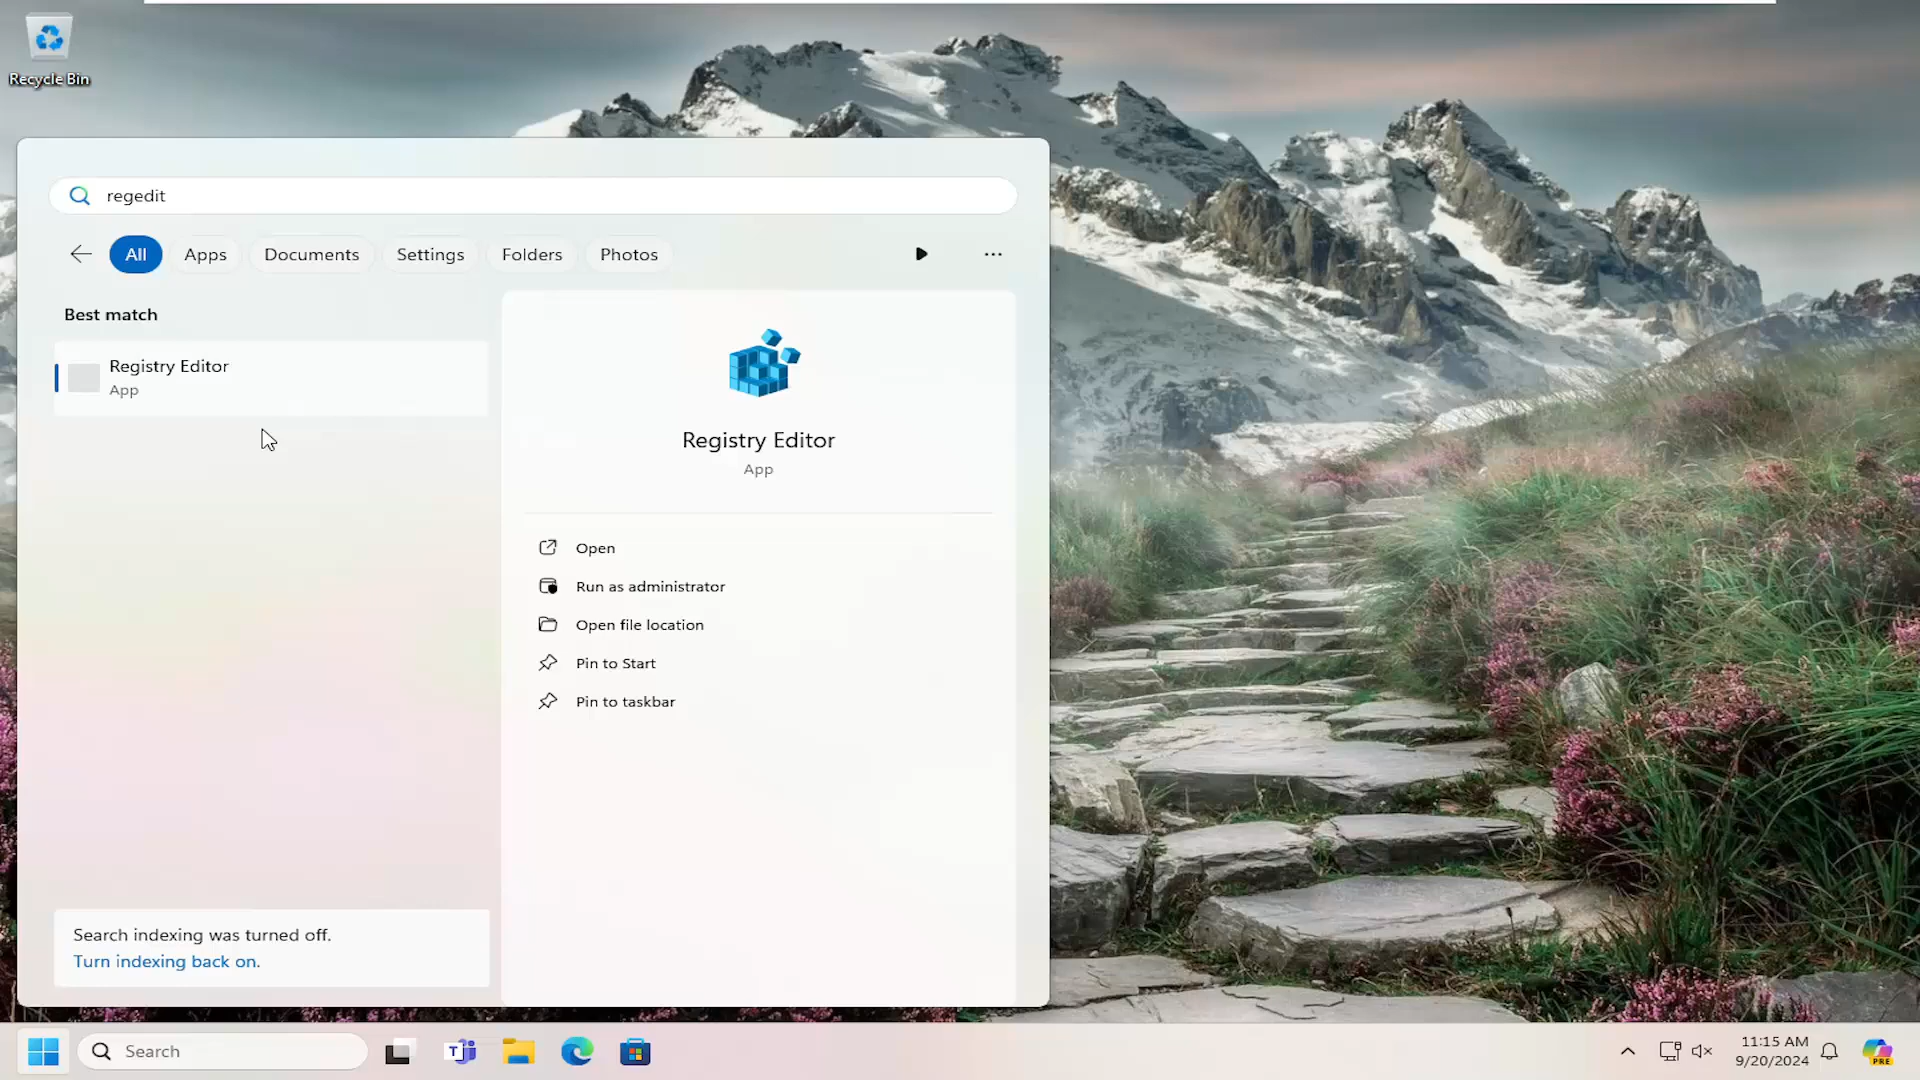 Recycle Bin
regedit
All
Apps
Documents
Settings
Folders
Photos
Best match
Registry Editor
App
Registry Editor
App
Open
Run as administrator
Open file location
Pin to Start
Pin to taskbar
Search indexing was turned off.
Turn indexing back on.
Search
11:15 AM
9/20/2024
PRE